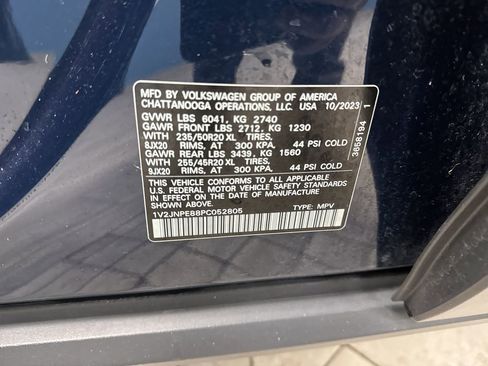 MFD BY VOLKSWAGEN GROUP OF AMERICA
CHATTANOOGA OPERATIONS, LLC. USA 10/2023
GVWR LBS 6041, KG 2740
GAWR FRONT LBS 2712, KG 1230
WITH 235/50R20 XL TIRES,
8JX20 RIMS, AT 300 KPA. 44 PSI COLD
GAWR REAR LBS 3439, KG 1560
WITH 255/45R20 XL TIRES,
9JX20 RIMS, AT 300 KPA. 44 PSI COLD
THIS VEHICLE CONFORMS TO ALL APPLICABLE
U.S. FEDERAL MOTOR VEHICLE SAFETY STANDARDS
IN EFFECT ON THE DATE OF MANUFACTURE
SHOWN ABOVE.
1V2JNPE88PC052805
TYPE: MPV
3658194 1